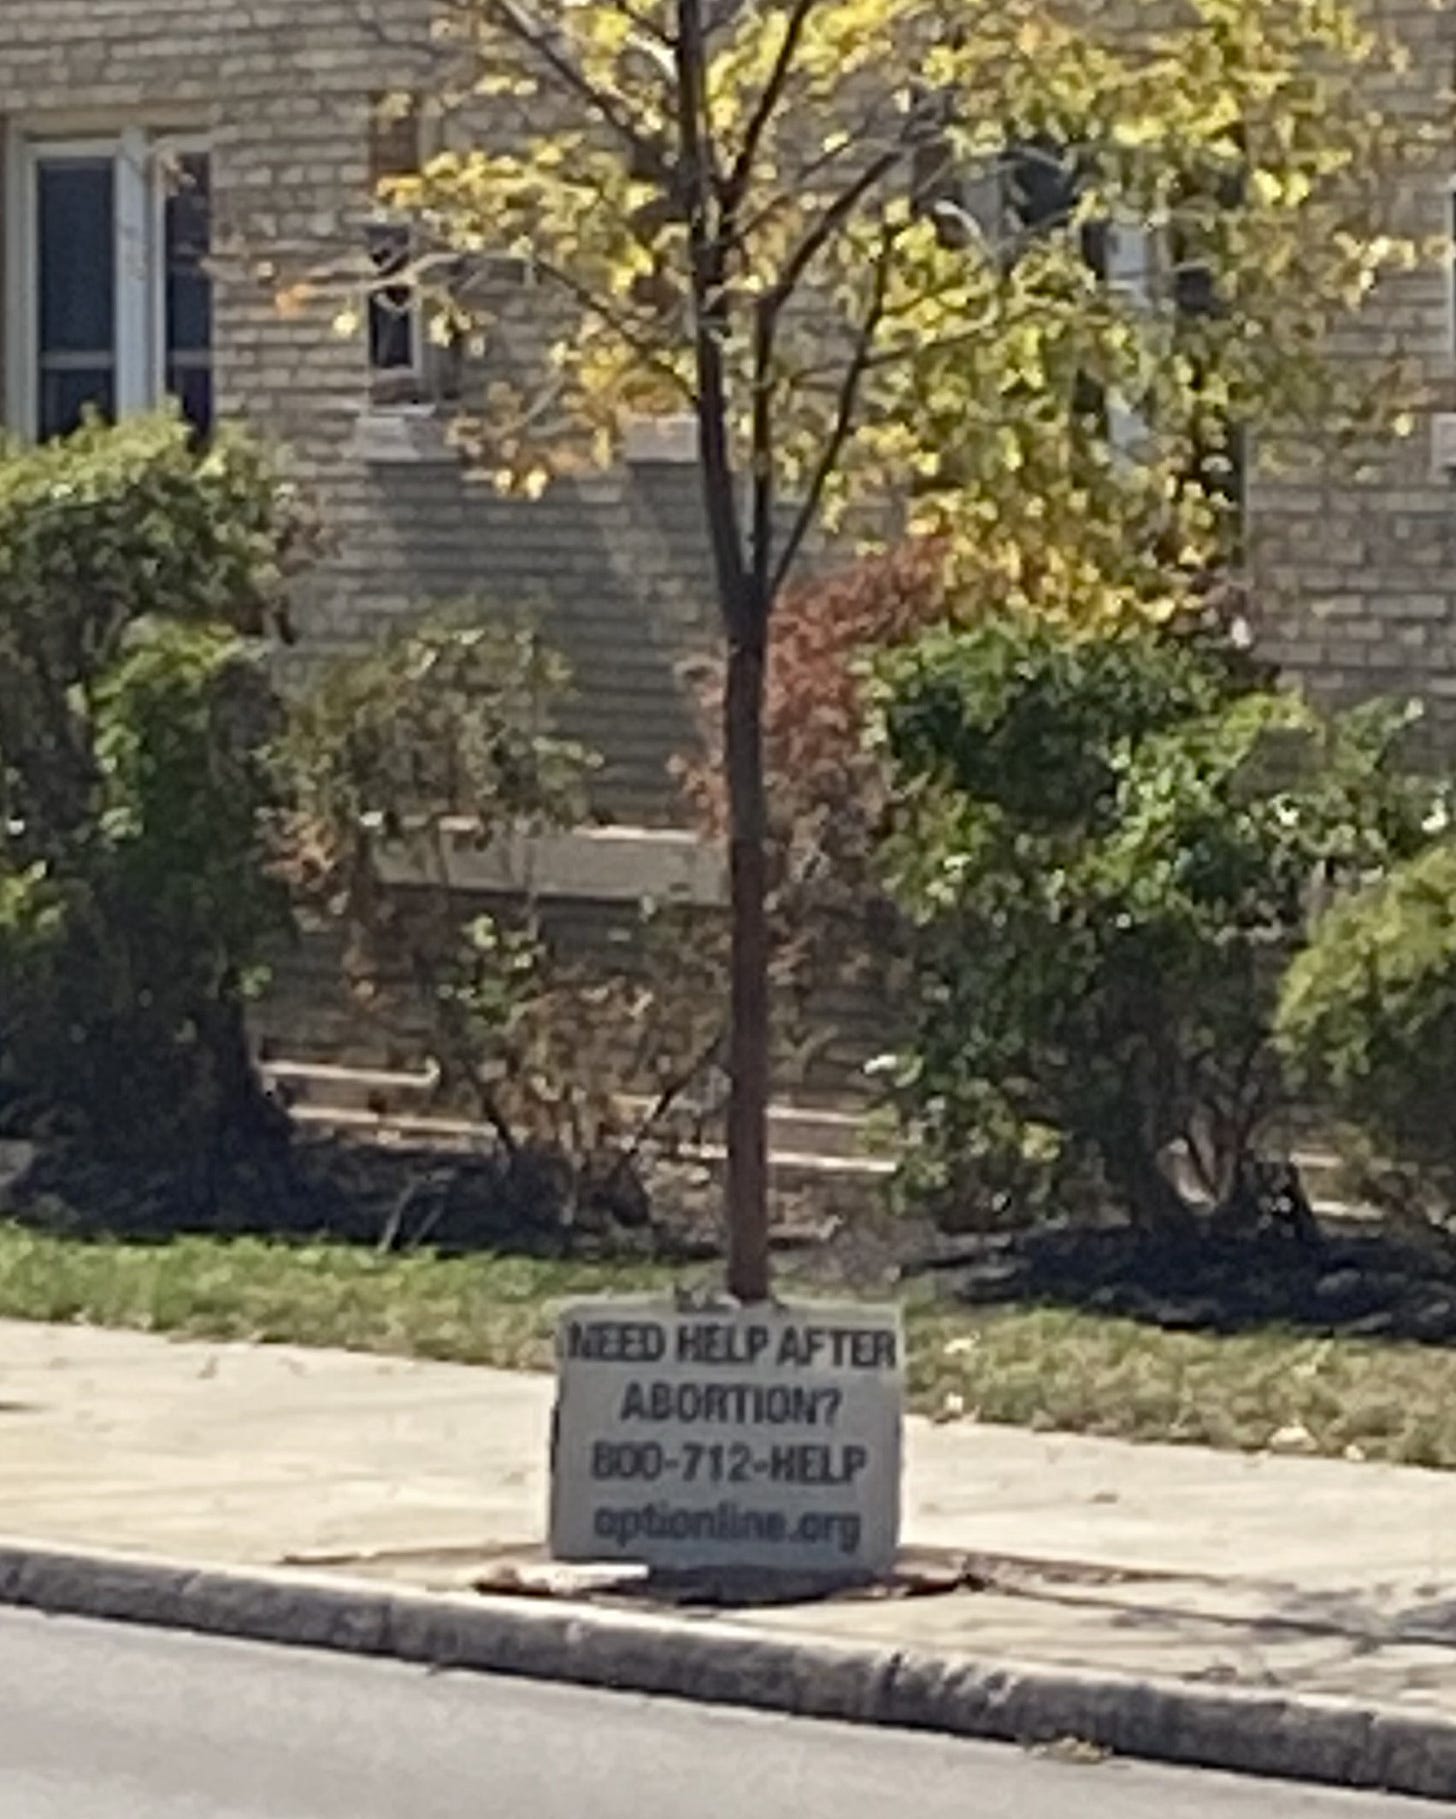 NEED HELP AFTER
ABORTION?
800-712-HELP
optionline.org